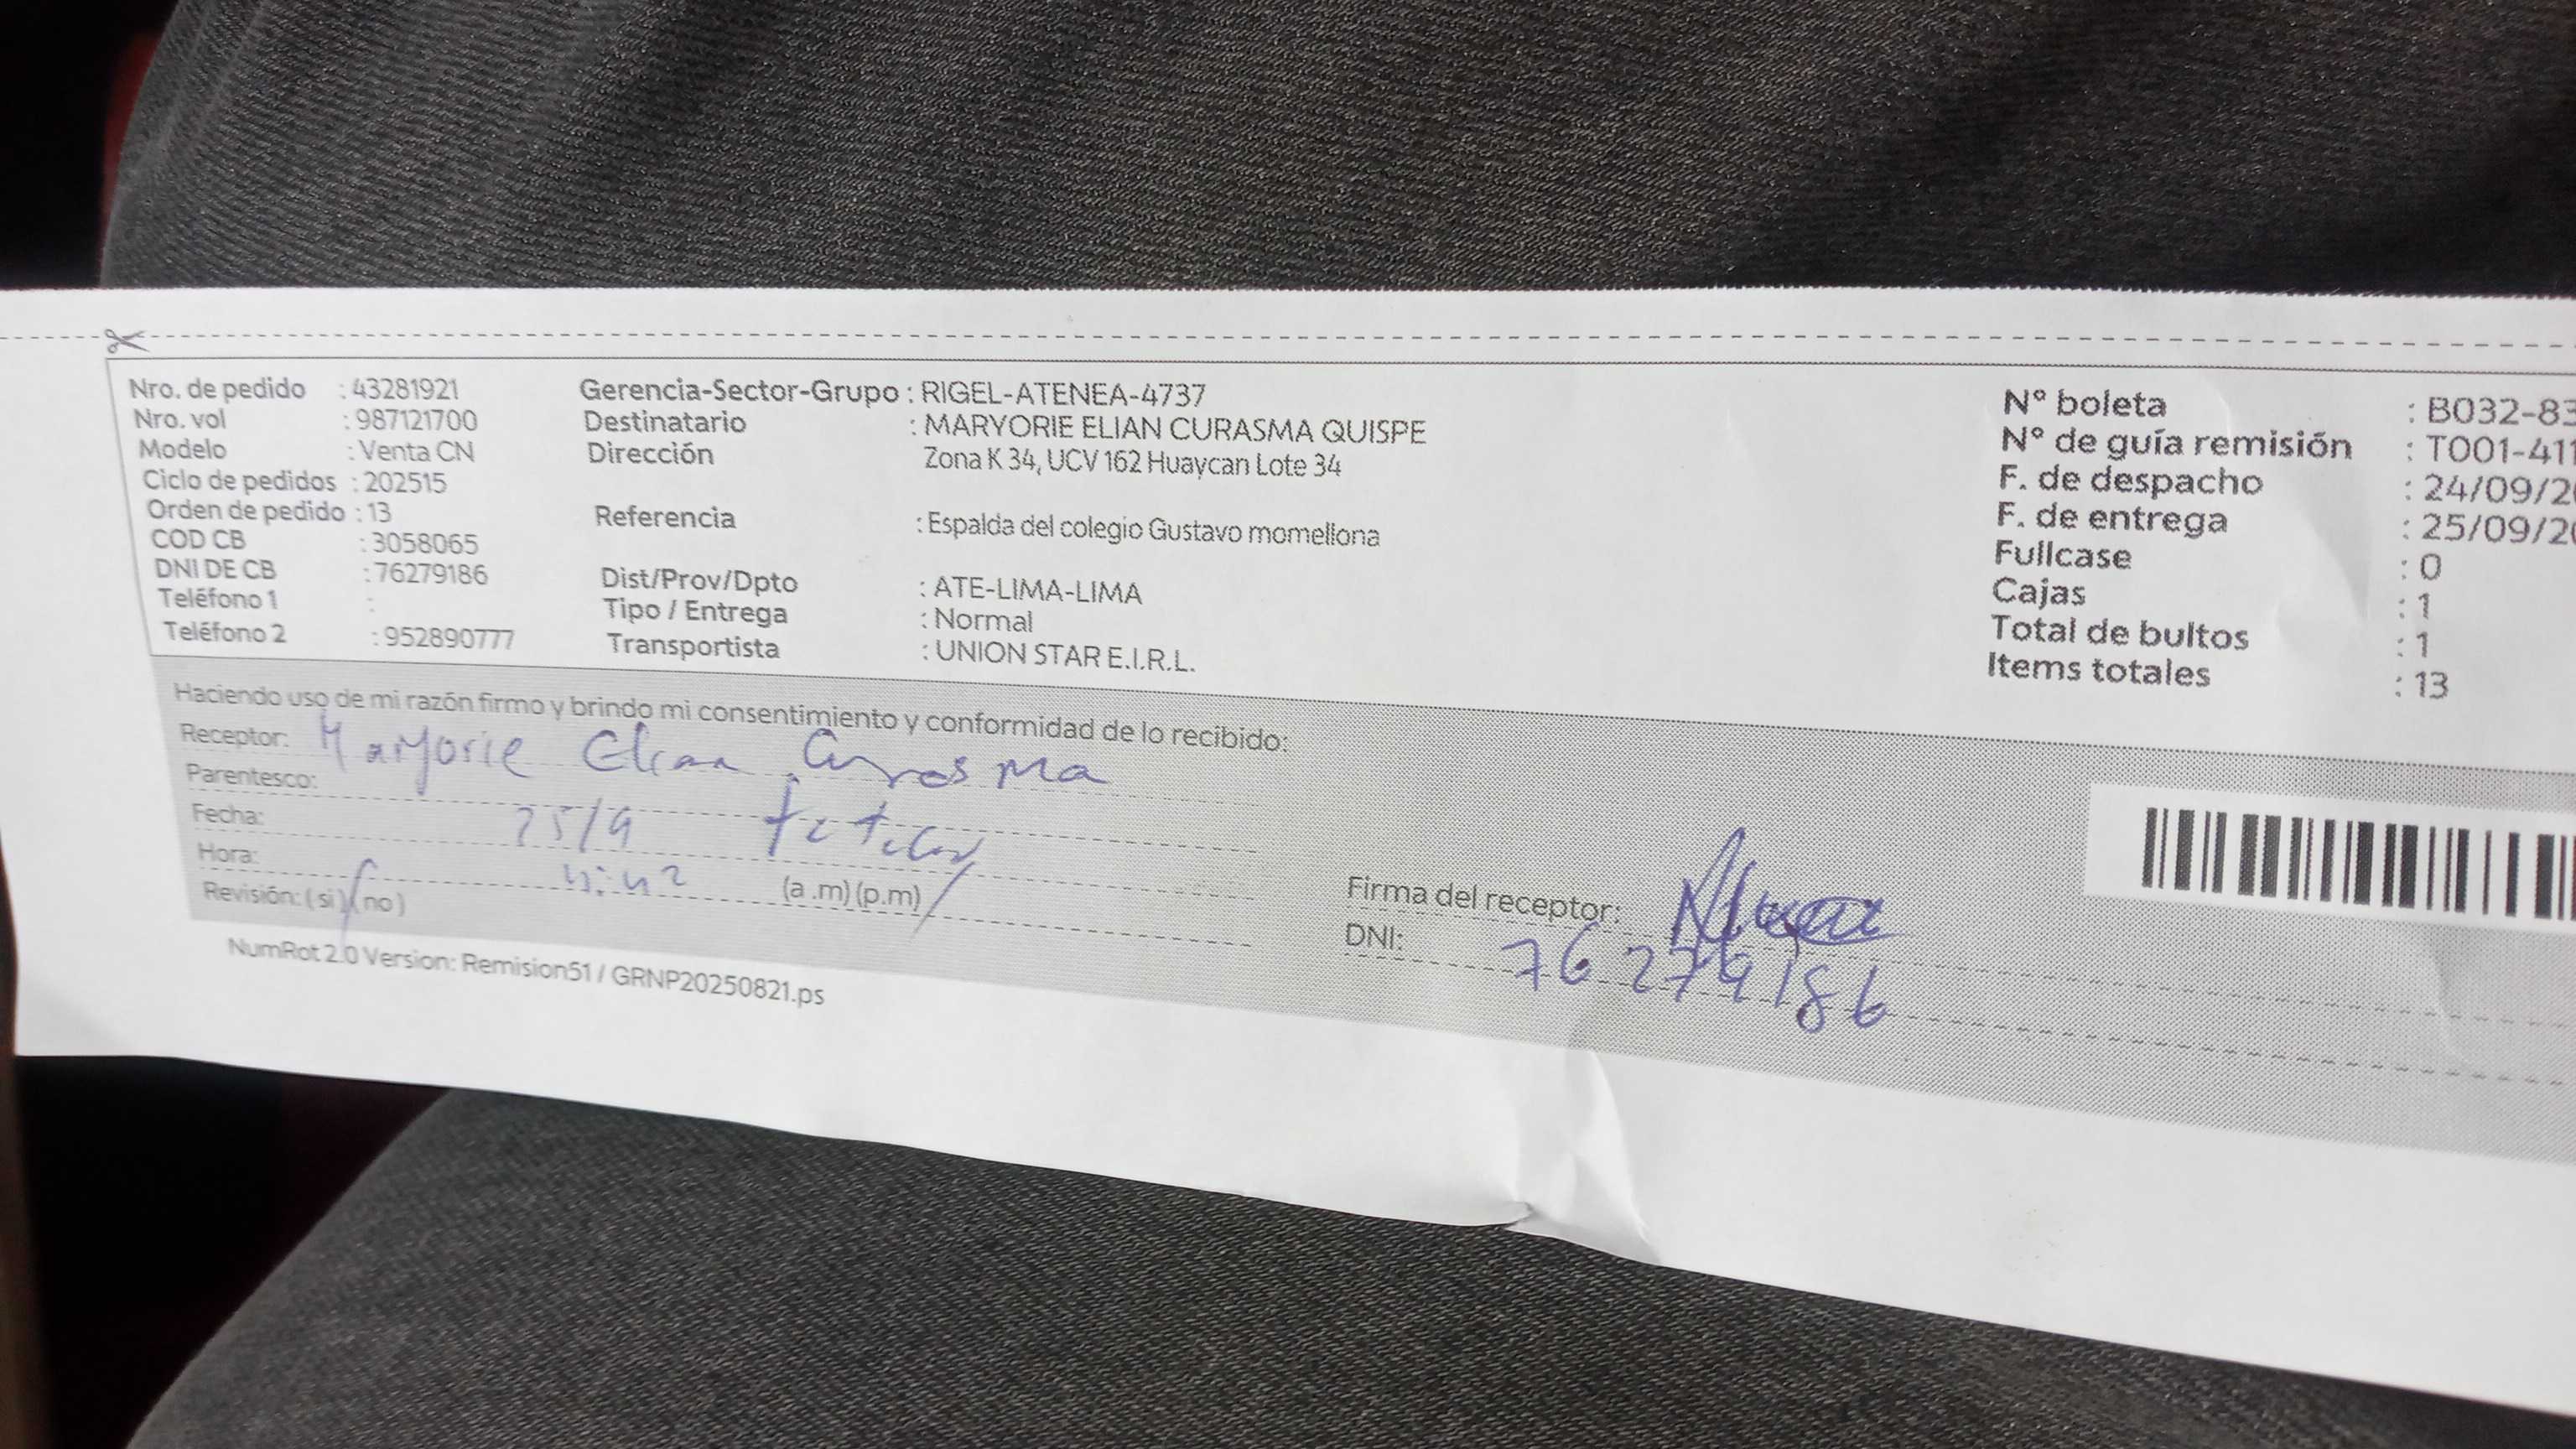 Nro. de pedido : 43281921
Nro. vol : 987121700
Modelo : Venta CN
Ciclo de pedidos : 202515
Orden de pedido : 13
COD CB : 3058065
DNI DE CB : 76279186
Teléfono 1 :
Teléfono 2 : 952890777
Gerencia-Sector-Grupo : RIGEL-ATENEA-4737
Destinatario : MARYORIE ELIAN CURASMA QUISPE
Dirección Zona K 34, UCV 162 Huaycan Lote 34
Referencia : Espalda del colegio Gustavo momellona
Dist/Prov/Dpto : ATE-LIMA-LIMA
Tipo / Entrega : Normal
Transportista : UNION STAR E.I.R.L.
N° boleta : B032-83
N° de guía remisión : T001-411
F. de despacho : 24/09/2
F. de entrega : 25/09/20
Fullcase : 0
Cajas : 1
Total de bultos : 1
Items totales : 13
Haciendo uso de mi razón firmo y brindo mi consentimiento y conformidad de lo recibido:
Receptor: Maryorie Elian Curasma
Parentesco: titular
Fecha: 25/9
Hora: (a.m) (p.m)
Revisión: (si) (no)
Firma del receptor:
DNI: 76279186
NumRot 2.0 Version: Remision51 / GRNP20250821.ps